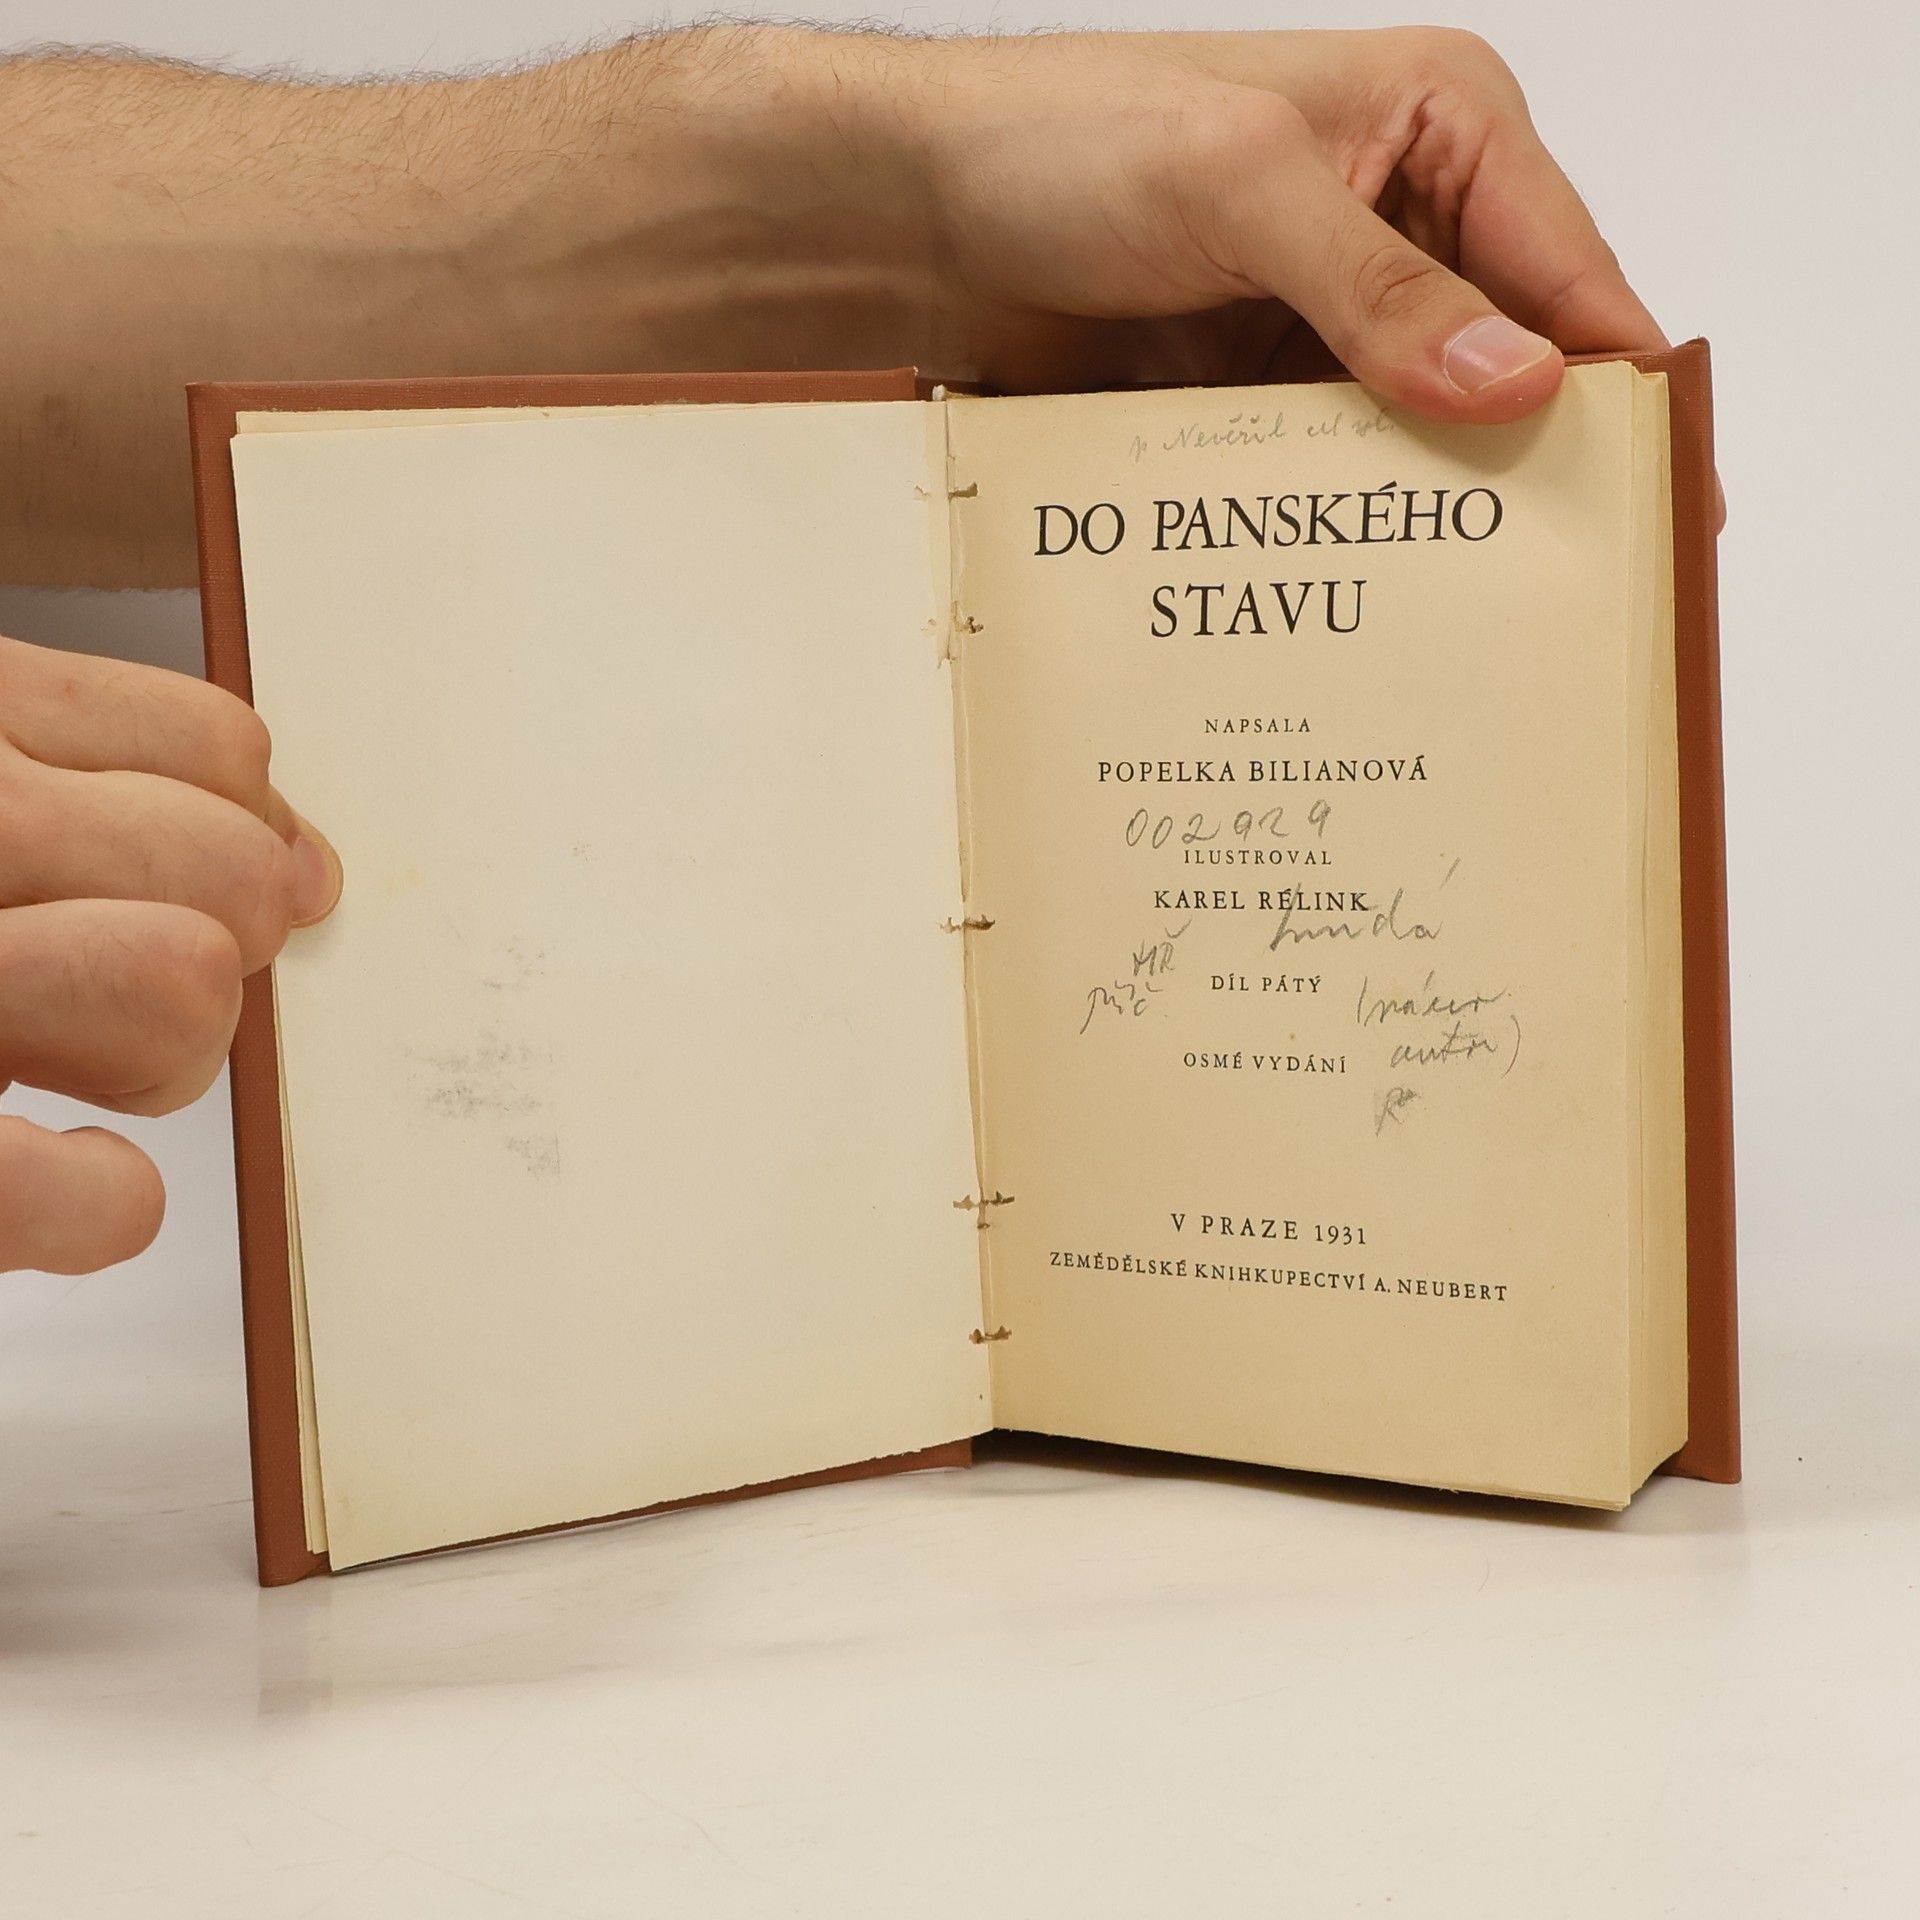 p Nevěřil
DO PANSKÉHO
STAVU
NAPSALA
POPELKA BILIANOVÁ
002929
ILUSTROVAL
KAREL RÉLINK
DÍL PÁTÝ
OSMÉ VYDÁNÍ
V PRAZE 1931
ZEMĚDĚLSKÉ KNIHKUPECTVÍ A. NEUBERT